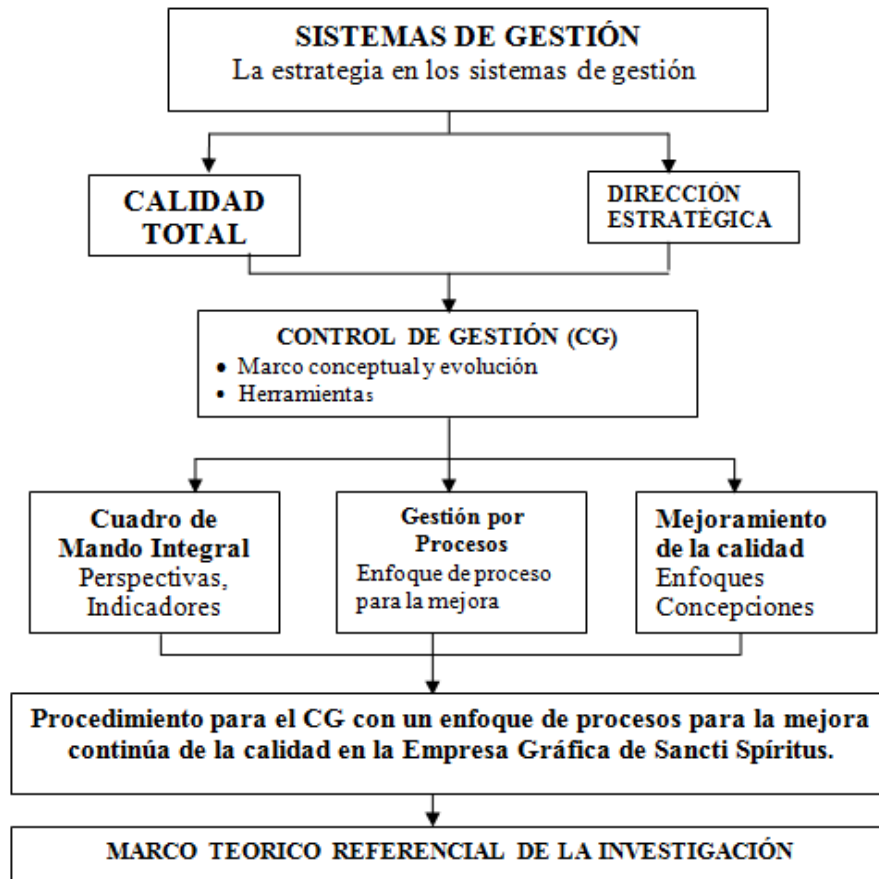 SISTEMAS DE GESTIÓN
La estrategia en los sistemas de gestión
CALIDAD
TOTAL
DIRECCIÓN
ESTRATÉGICA
CONTROL DE GESTIÓN (CG)
• Marco conceptual y evolución
• Herramientas
Cuadro de
Mando Integral
Perspectivas,
Indicadores
Gestión por
Procesos
Enfoque de proceso
para la mejora
Mejoramiento
de la calidad
Enfoques
Concepciones
Procedimiento para el CG con un enfoque de procesos para la mejora
continúa de la calidad en la Empresa Gráfica de Sancti Spíritus.
MARCO TEORICO REFERENCIAL DE LA INVESTIGACIÓN